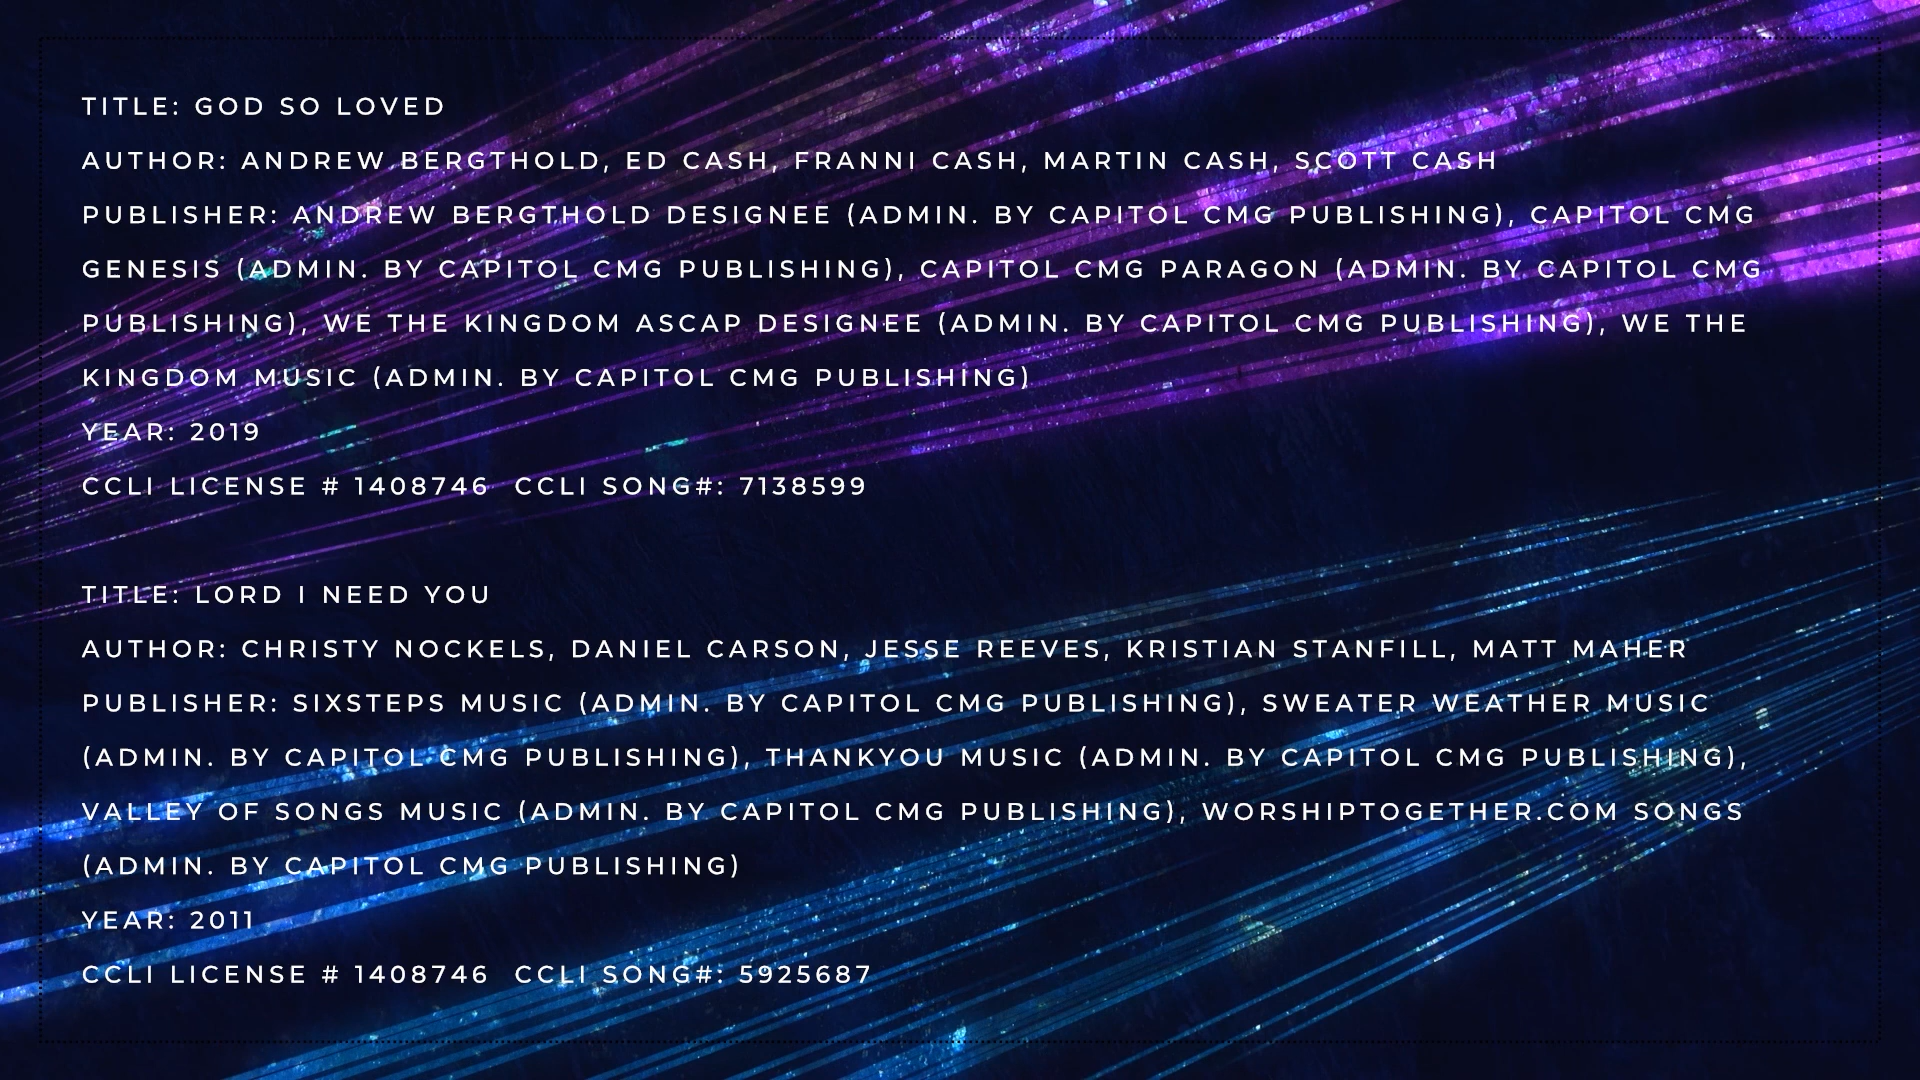 TITLE: GOD SO LOVED
AUTHOR: ANDREW BERGTHOLD, ED CASH, FRANNI CASH, MARTIN CASH, SCOTT CASH
PUBLISHER: ANDREW BERGTHOLD DESIGNEE (ADMIN. BY CAPITOL CMG PUBLISHING), CAPITOL CMG
GENESIS (ADMIN. BY CAPITOL CMG PUBLISHING), CAPITOL CMG PARAGON (ADMIN. BY CAPITOL CMG
PUBLISHING), WE THE KINGDOM ASCAP DESIGNEE (ADMIN. BY CAPITOL CMG PUBLISHING), WE THE
KINGDOM MUSIC (ADMIN. BY CAPITOL CMG PUBLISHING)
YEAR: 2019
CCLI LICENSE # 1408746  CCLI SONG#: 7138599
TITLE: LORD I NEED YOU
AUTHOR: CHRISTY NOCKELS, DANIEL CARSON, JESSE REEVES, KRISTIAN STANFILL, MATT MAHER
PUBLISHER: SIXSTEPS MUSIC (ADMIN. BY CAPITOL CMG PUBLISHING), SWEATER WEATHER MUSIC
(ADMIN. BY CAPITOL CMG PUBLISHING), THANKYOU MUSIC (ADMIN. BY CAPITOL CMG PUBLISHING),
VALLEY OF SONGS MUSIC (ADMIN. BY CAPITOL CMG PUBLISHING), WORSHIPTOGETHER.COM SONGS
(ADMIN. BY CAPITOL CMG PUBLISHING)
YEAR: 2011
CCLI LICENSE # 1408746  CCLI SONG#: 5925687